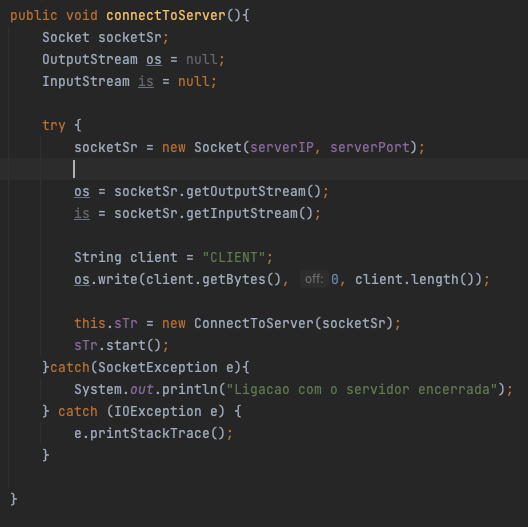 public void connectToServer(){
Socket socketSr;
OutputStream os = null;
InputStream is = null;
try {
socketSr = new Socket(serverIP, serverPort);
os = socketSr.getOutputStream();
is = socketSr.getInputStream();
String client = "CLIENT";
os.write(client.getBytes(), off: 0, client.length());
this.sTr = new ConnectToServer(socketSr);
sTr.start();
}catch(SocketException e){
System.out.println("Ligacao com o servidor encerrada");
} catch (IOException e) {
e.printStackTrace();
}
}